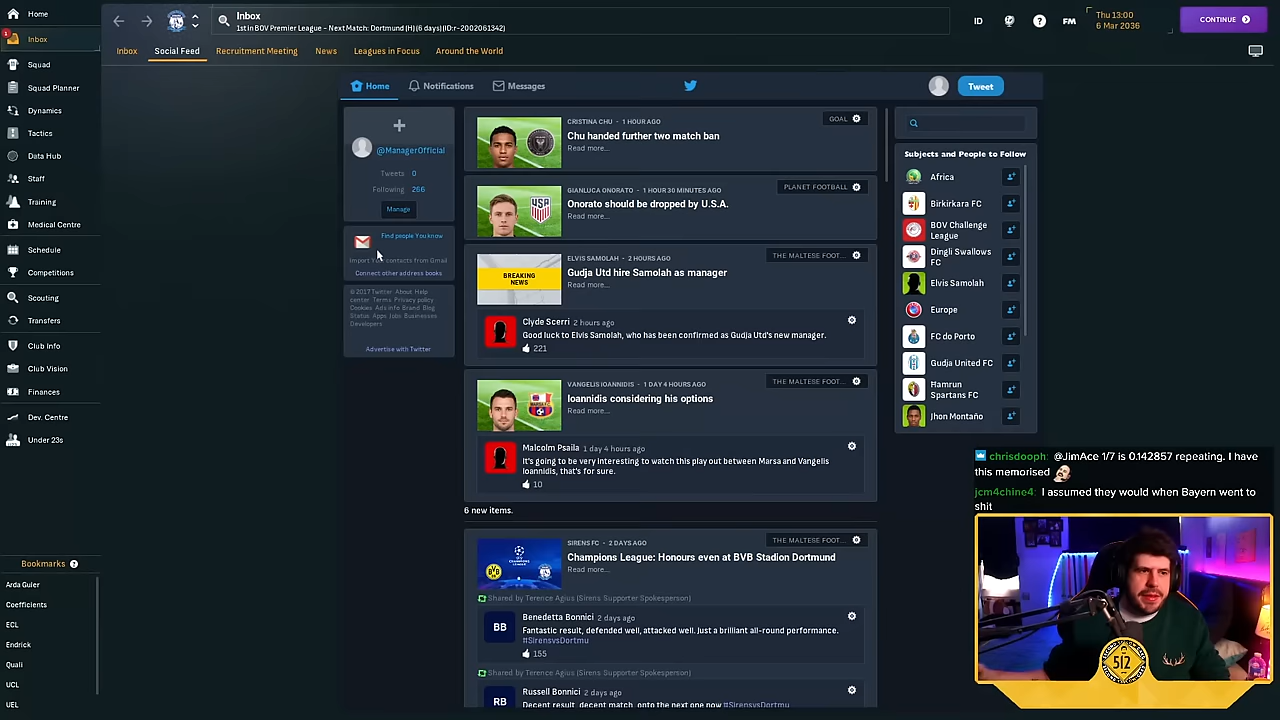 Home
Inbox
1st in BOV Premier League - Next Match: Dortmund (H) (6 days) (ID:r-2002061342)
ID
FM
Thu 13:00
6 Mar 2036
CONTINUE
1
Inbox
Inbox
Social Feed
Recruitment Meeting
News
Leagues in Focus
Around the World
Squad
Squad Planner
Dynamics
Tactics
Data Hub
Staff
Training
Medical Centre
Schedule
Competitions
Scouting
Transfers
Club Info
Club Vision
Finances
Dev. Centre
Under 23s
Bookmarks
Arda Guler
Coefficients
ECL
Endrick
Quali
UCL
UEL
Home
Notifications
Messages
Tweet
@ManagerOfficial
Tweets 0
Following 266
Manage
Find people You know
Import Your contacts from Gmail
Connect other address books
© 2017 Twitter About Help
center Terms Privacy policy
Cookies Ads info Brand Blog
Status Apps Jobs Businesses
Developers
Advertise with Twitter
CRISTINA CHU - 1 HOUR AGO
GOAL
Chu handed further two match ban
Read more...
GIANLUCA ONORATO - 1 HOUR 30 MINUTES AGO
PLANET FOOTBALL
USA
Onorato should be dropped by U.S.A.
Read more...
ELVIS SAMOLAH - 2 HOURS AGO
THE MALTESE FOOT...
BREAKING
NEWS
Gudja Utd hire Samolah as manager
Read more...
Clyde Scerri 2 hours ago
Good luck to Elvis Samolah, who has been confirmed as Gudja Utd's new manager.
221
VANGELIS IOANNIDIS - 1 DAY 4 HOURS AGO
THE MALTESE FOOT...
Ioannidis considering his options
Read more...
Malcolm Psaila 1 day 4 hours ago
It's going to be very interesting to watch this play out between Marsa and Vangelis
Ioannidis, that's for sure.
10
6 new items.
SIRENS FC - 2 DAYS AGO
THE MALTESE FOOT...
CHAMPIONS
LEAGUE
BVB
09
Champions League: Honours even at BVB Stadion Dortmund
Read more...
Shared by Terence Agius (Sirens Supporter Spokesperson)
BB
Benedetta Bonnici 2 days ago
Fantastic result, defended well, attacked well. Just a brilliant all-round performance.
#SirensvsDortmu
155
Shared by Terence Agius (Sirens Supporter Spokesperson)
RB
Russell Bonnici 2 days ago
Decent result, decent match, onto the next one now #SirensvsDortmu
Subjects and People to Follow
Africa
Birkirkara FC
BOV Challenge
League
Dingli Swallows
FC
Elvis Samolah
Europe
FC do Porto
Gudja United FC
Hamrun
Spartans FC
Jhon Montaño
chrisdooph: @JimAce 1/7 is 0.142857 repeating. I have
this memorised
jcm4chine4: I assumed they would when Bayern went to
shit
512